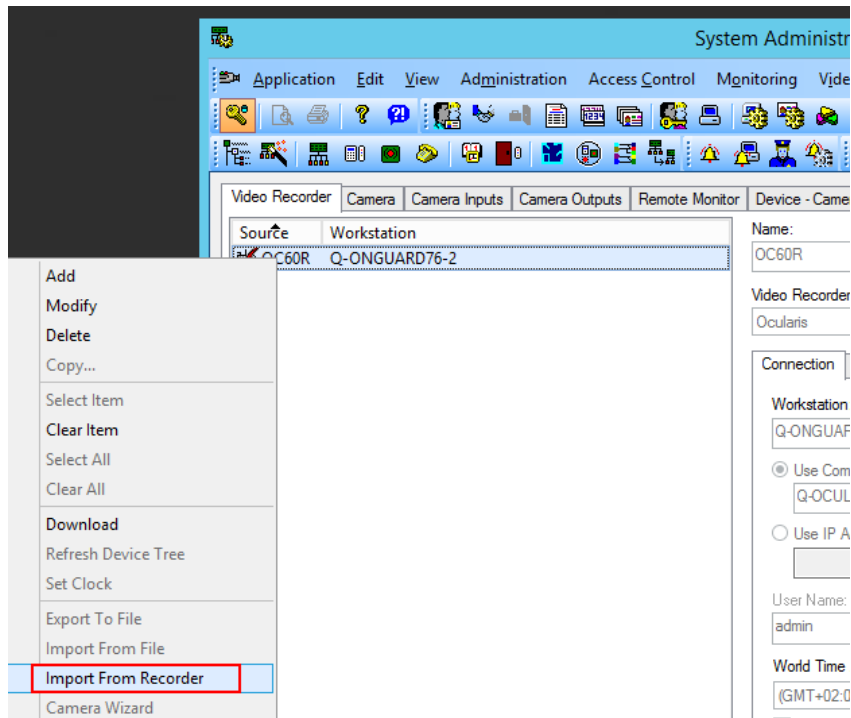 System Administr
Application Edit View Administration Access Control Monitoring Vide
Video Recorder Camera Camera Inputs Camera Outputs Remote Monitor Device - Came
Source Workstation
OC60R Q-ONGUARD76-2
Name:
OC60R
Video Recorder
Ocularis
Connection
Workstation
Q-ONGUAR
Use Com
Q-OCUL
Use IP A
User Name:
admin
World Time
(GMT+02:0
Add
Modify
Delete
Copy...
Select Item
Clear Item
Select All
Clear All
Download
Refresh Device Tree
Set Clock
Export To File
Import From File
Import From Recorder
Camera Wizard